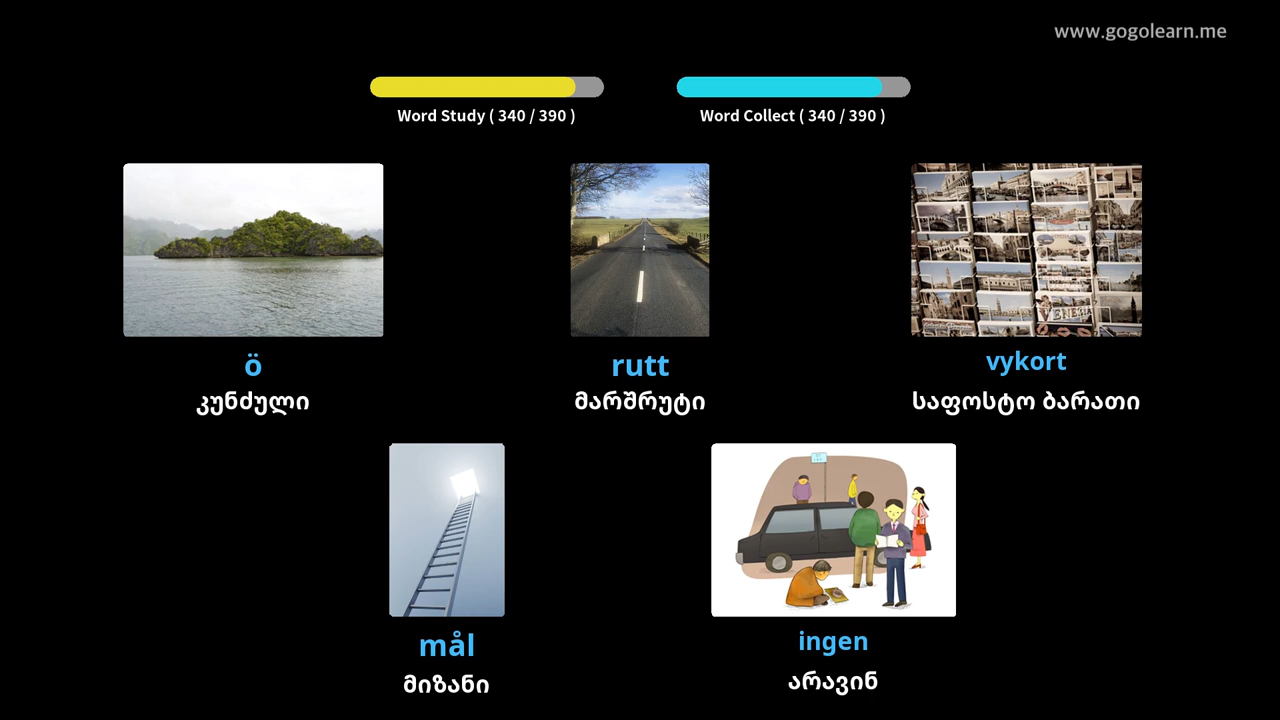 www.gogolearn.me
Word Study ( 340 / 390 )
Word Collect ( 340 / 390 )
ö
rutt
vykort
კუნძული
მარშრუტი
საფოსტო ბარათი
VENEZIA
mål
ingen
მიზანი
არავინ